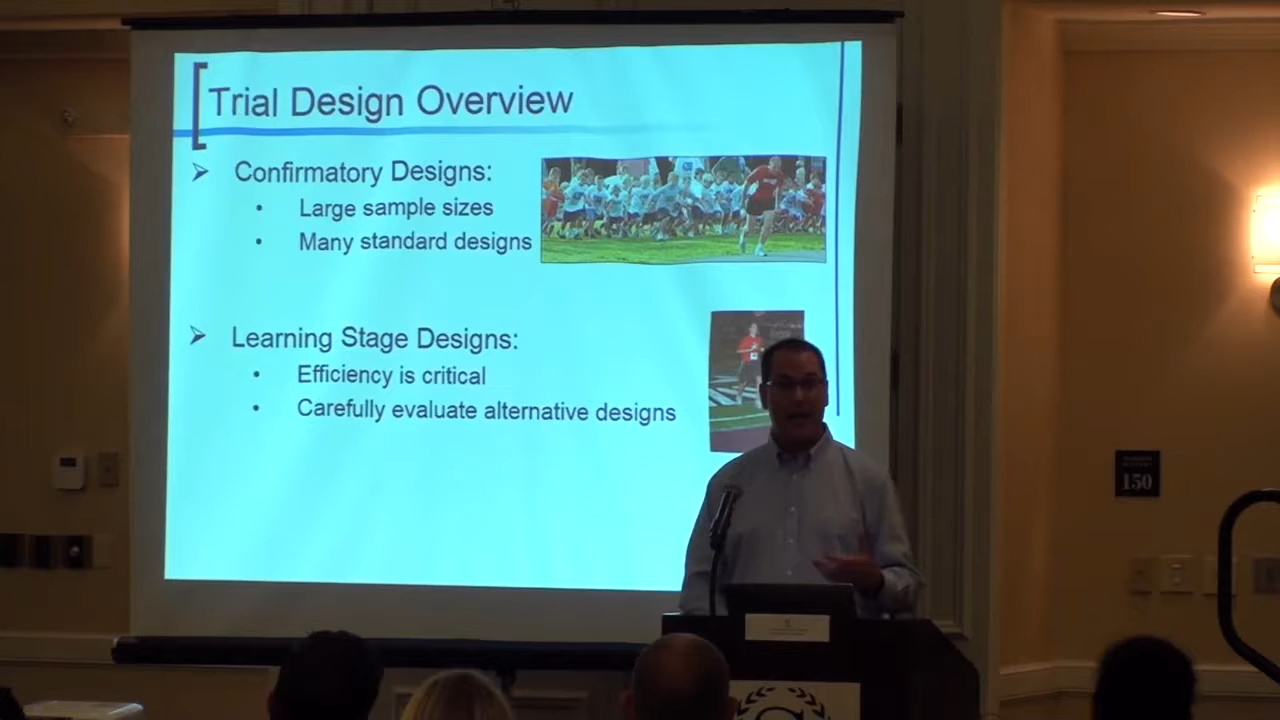 Trial Design Overview
Confirmatory Designs:
Large sample sizes
Many standard designs
Learning Stage Designs:
Efficiency is critical
Carefully evaluate alternative designs
150